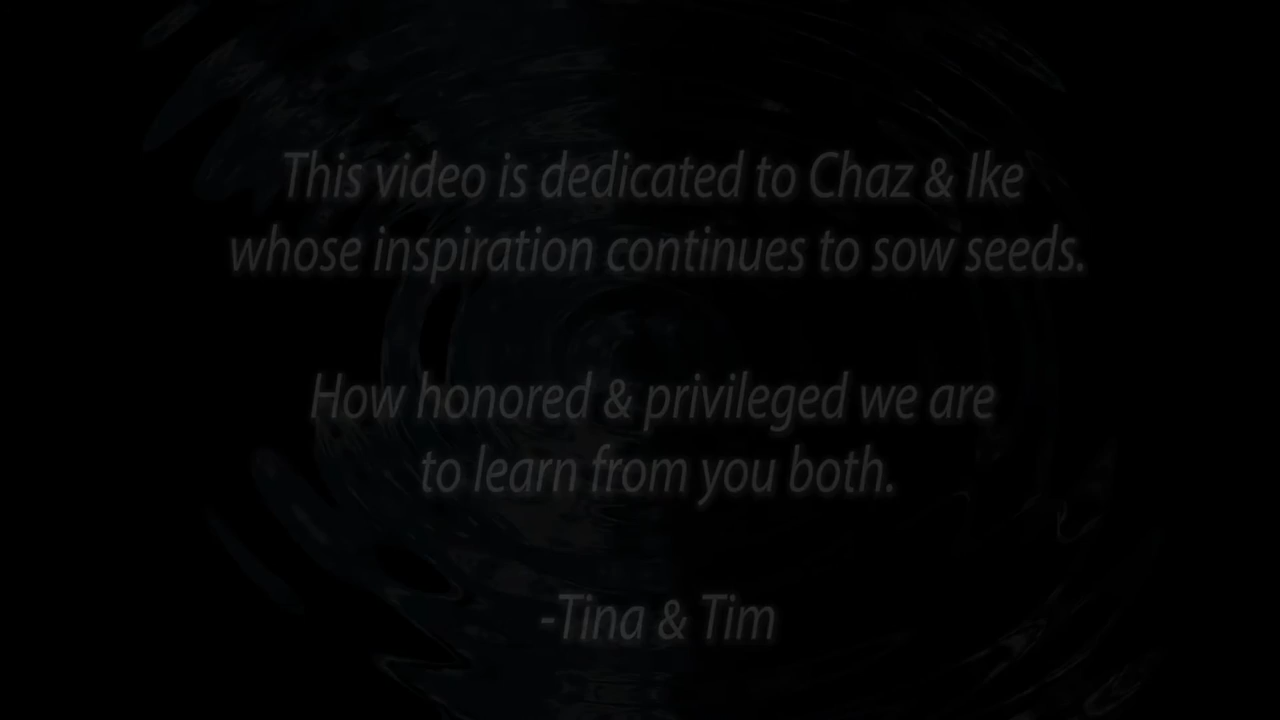 This video is dedicated to Chaz & Ike
whose inspiration continues to sow seeds.
How honored & privileged we are
to learn from you both.
-Tina & Tim